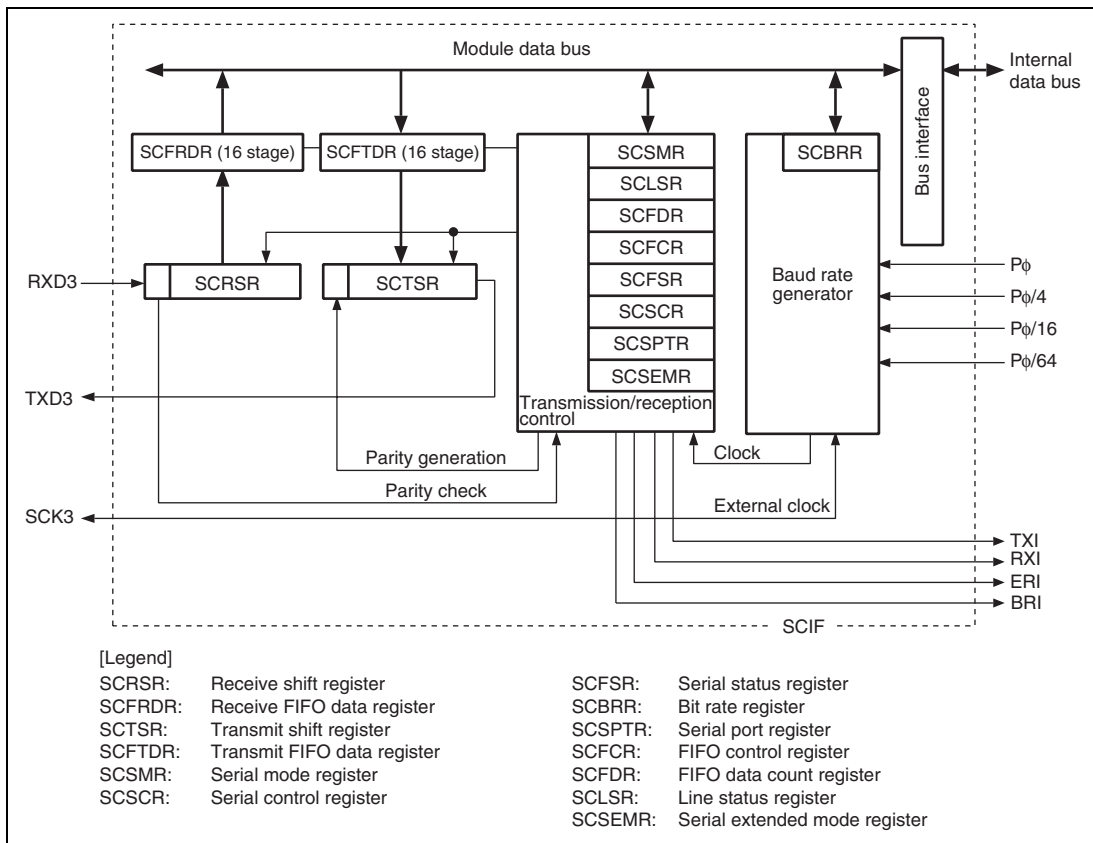 Module data bus
Internal
data bus
Bus interface
SCFRDR (16 stage)
SCFTDR (16 stage)
SCSMR
SCBRR
SCLSR
SCFDR
SCFCR
SCFSR
SCSCR
SCSPTR
SCSEMR
Transmission/reception
control
Baud rate
generator
RXD3
SCRSR
SCTSR
Pϕ
Pϕ/4
Pϕ/16
Pϕ/64
TXD3
Parity generation
Clock
Parity check
SCK3
External clock
TXI
RXI
ERI
BRI
SCIF
[Legend]
SCRSR: Receive shift register
SCFRDR: Receive FIFO data register
SCTSR: Transmit shift register
SCFTDR: Transmit FIFO data register
SCSMR: Serial mode register
SCSCR: Serial control register
SCFSR: Serial status register
SCBRR: Bit rate register
SCSPTR: Serial port register
SCFCR: FIFO control register
SCFDR: FIFO data count register
SCLSR: Line status register
SCSEMR: Serial extended mode register